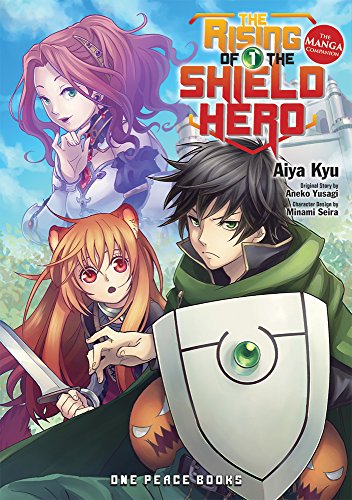 THE
RISING
OF 1 THE
SHIELD
HERO
THE
MANGA
COMPANION
Aiya Kyu
Original Story by
Aneko Yusagi
Character Design by
Minami Seira
ONE PEACE BOOKS